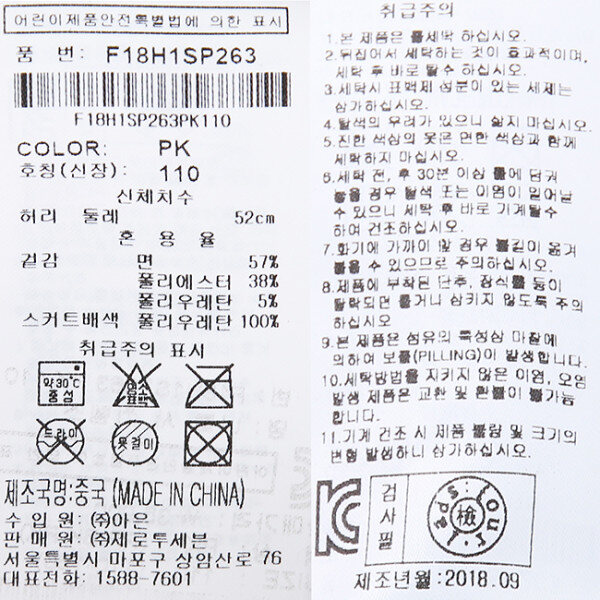 어린이제품안전특별법에 의한 표시
품 번: F18H1SP263
F18H1SP263PK110
COLOR: PK
호칭(신장): 110
신체치수
허리 둘레 52cm
혼 용 율
겉감 면 57%
폴리에스터 38%
폴리우레탄 5%
스커트배색 폴리우레탄 100%
취급주의 표시
약30℃
중성
염소
표백
드라이
옷걸이
제조국명:중국 (MADE IN CHINA)
수 입 원: ㈜아은
판 매 원: ㈜제로투세븐
서울특별시 마포구 상암산로 76
대표전화: 1588-7601
취급주의
1.본 제품은 물세탁 하십시오.
2.뒤집어서 세탁하는 것이 효과적이며,
세탁 후 바로 탈수 하십시오.
3.세탁시 표백제 성분이 있는 세제는
삼가하십시오.
4.탈색의 우려가 있으니 삶지 마십시오.
5.진한 색상의 옷은 면한 색상과 함께
세탁하지 마십시오.
6.세탁 전, 후 30분 이상 물에 담궈
놓을 경우 탈색 또는 이염이 일어날
수 있으니 세탁 후 바로 기계탈수
하여 건조하십시오.
7.화기에 가까이 할 경우 불길이 옮겨
붙을 수 있으므로 주의하십시오.
8.제품에 부착된 단추, 장식물 등이
탈락되면 물거나 삼키지 않도록 주의
하십시오
9.본 제품은 섬유의 특성상 마찰에
의하여 보풀(PILLING)이 발생합니다.
10.세탁방법을 지키지 않은 이염, 오염
발생 제품은 교환 및 환불이 불가능
합니다.
11.기계 건조 시 제품 불량 및 크기의
변형 발생하니 삼가하십시오.
검
사
필
檢
제조년월:2018.09